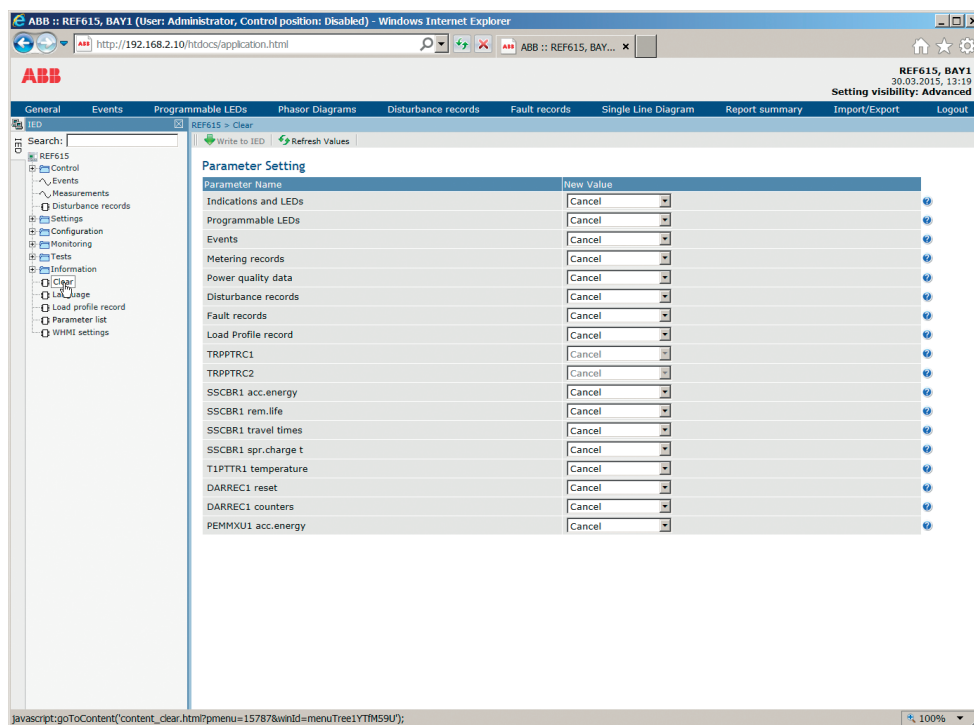 ABB :: REF615, BAY1 (User: Administrator, Control position: Disabled) - Windows Internet Explorer
http://192.168.2.10/htdocs/application.html
ABB :: REF615, BAY...
ABB
REF615, BAY1
30.03.2015, 13:19
Setting visibility: Advanced
General Events Programmable LEDs Phasor Diagrams Disturbance records Fault records Single Line Diagram Report summary Import/Export Logout
IED
IED
Search:
REF615
Control
Events
Measurements
Disturbance records
Settings
Configuration
Monitoring
Tests
Information
Clear
Language
Load profile record
Parameter list
WHMI settings
REF615 > Clear
Write to IED Refresh Values
Parameter Setting
Parameter Name New Value
Indications and LEDs Cancel
Programmable LEDs Cancel
Events Cancel
Metering records Cancel
Power quality data Cancel
Disturbance records Cancel
Fault records Cancel
Load Profile record Cancel
TRPPTRC1 Cancel
TRPPTRC2 Cancel
SSCBR1 acc.energy Cancel
SSCBR1 rem.life Cancel
SSCBR1 travel times Cancel
SSCBR1 spr.charge t Cancel
T1PTTR1 temperature Cancel
DARREC1 reset Cancel
DARREC1 counters Cancel
PEMMXU1 acc.energy Cancel
javascript:goToContent('content_clear.html?pmenu=15787&winId=menuTree1YTfM59U');
100%